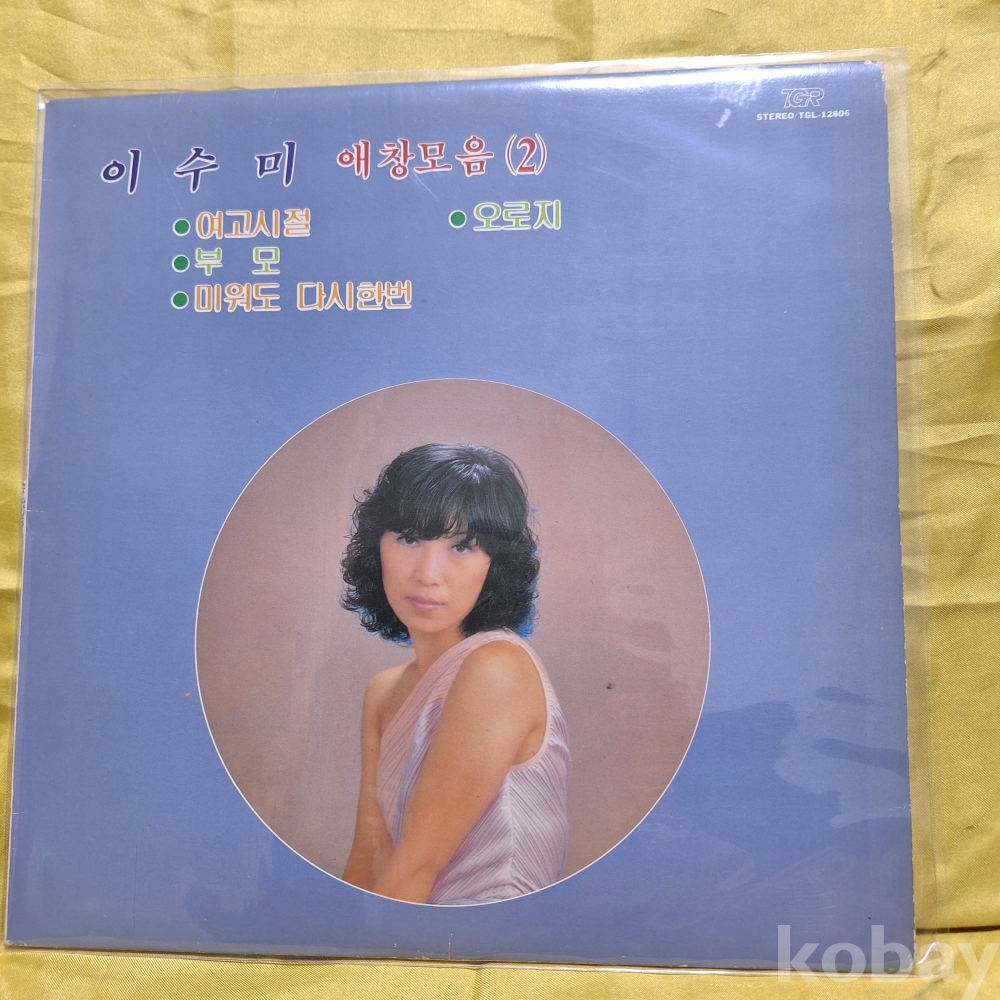 TGR
STEREO/TGL-12806
이 수 미 애창모음 (2)
●여고시절 ●오로지
●부 모
●미워도 다시한번
kobay